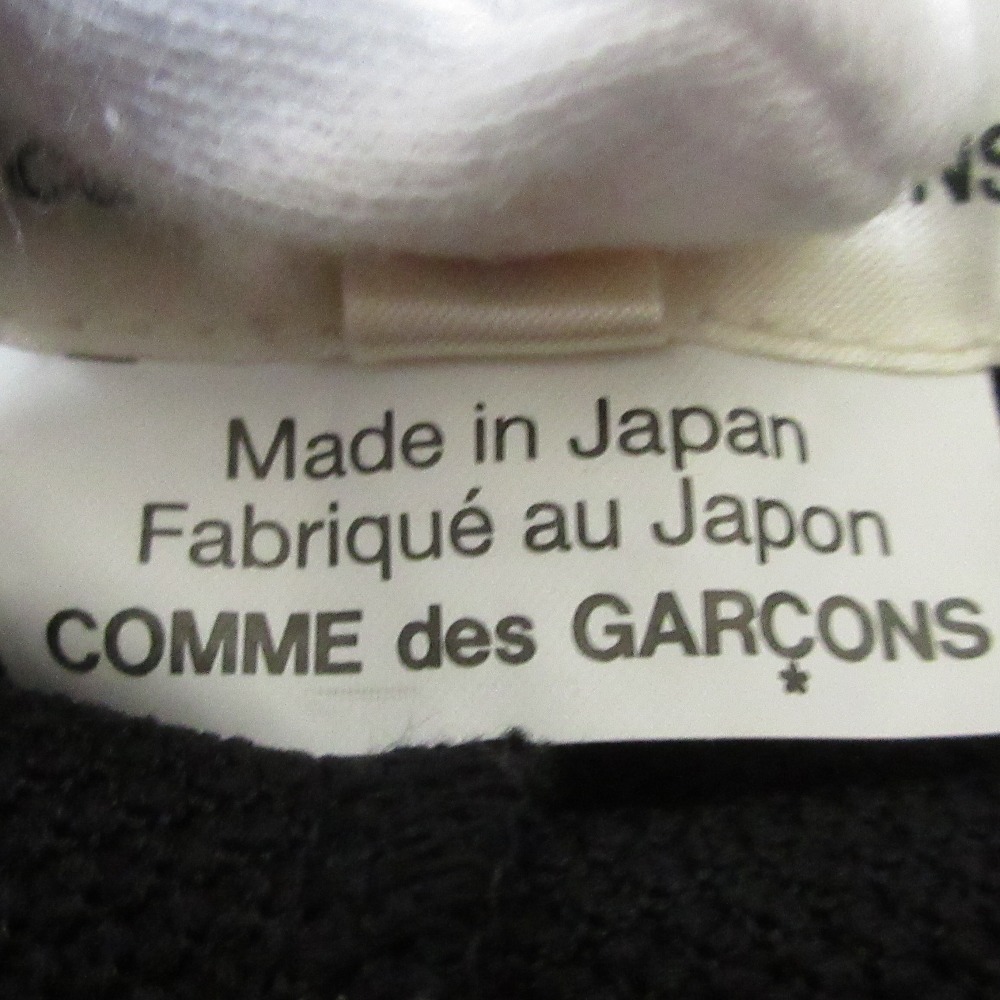 Made in Japan
Fabriqué au Japon
COMME des GARÇONS